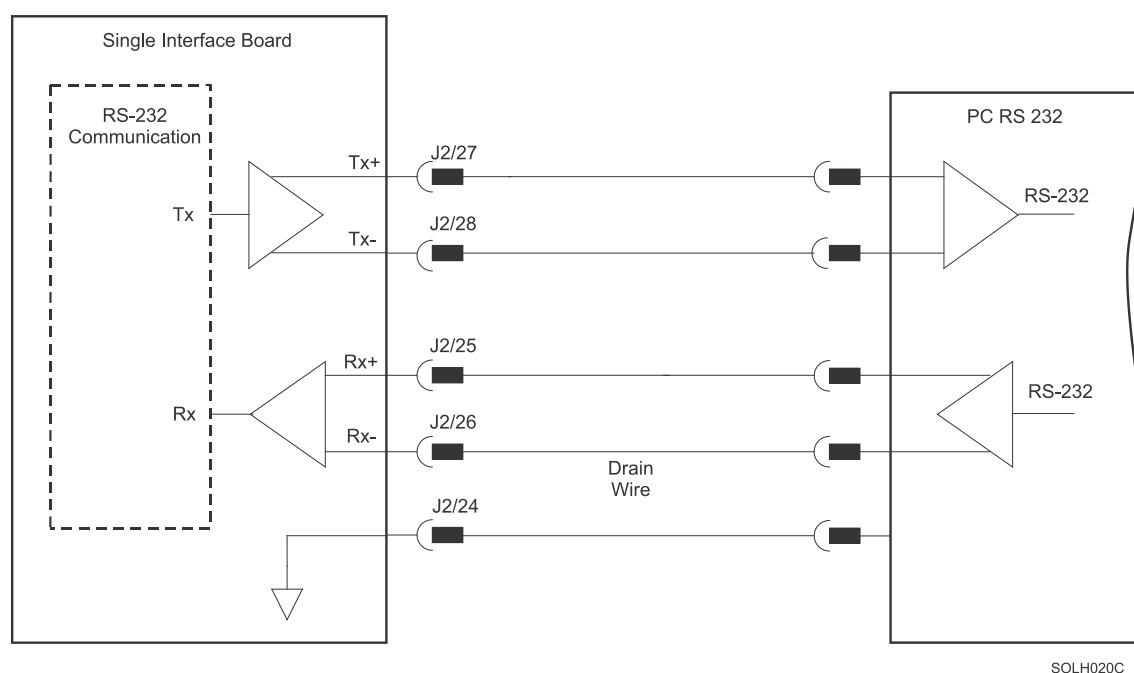 Single Interface Board
RS-232
Communication
PC RS 232
Tx+
J2/27
Tx
RS-232
Tx-
J2/28
Rx+
J2/25
Rx
RS-232
Rx-
J2/26
Drain
Wire
J2/24
SOLH020C